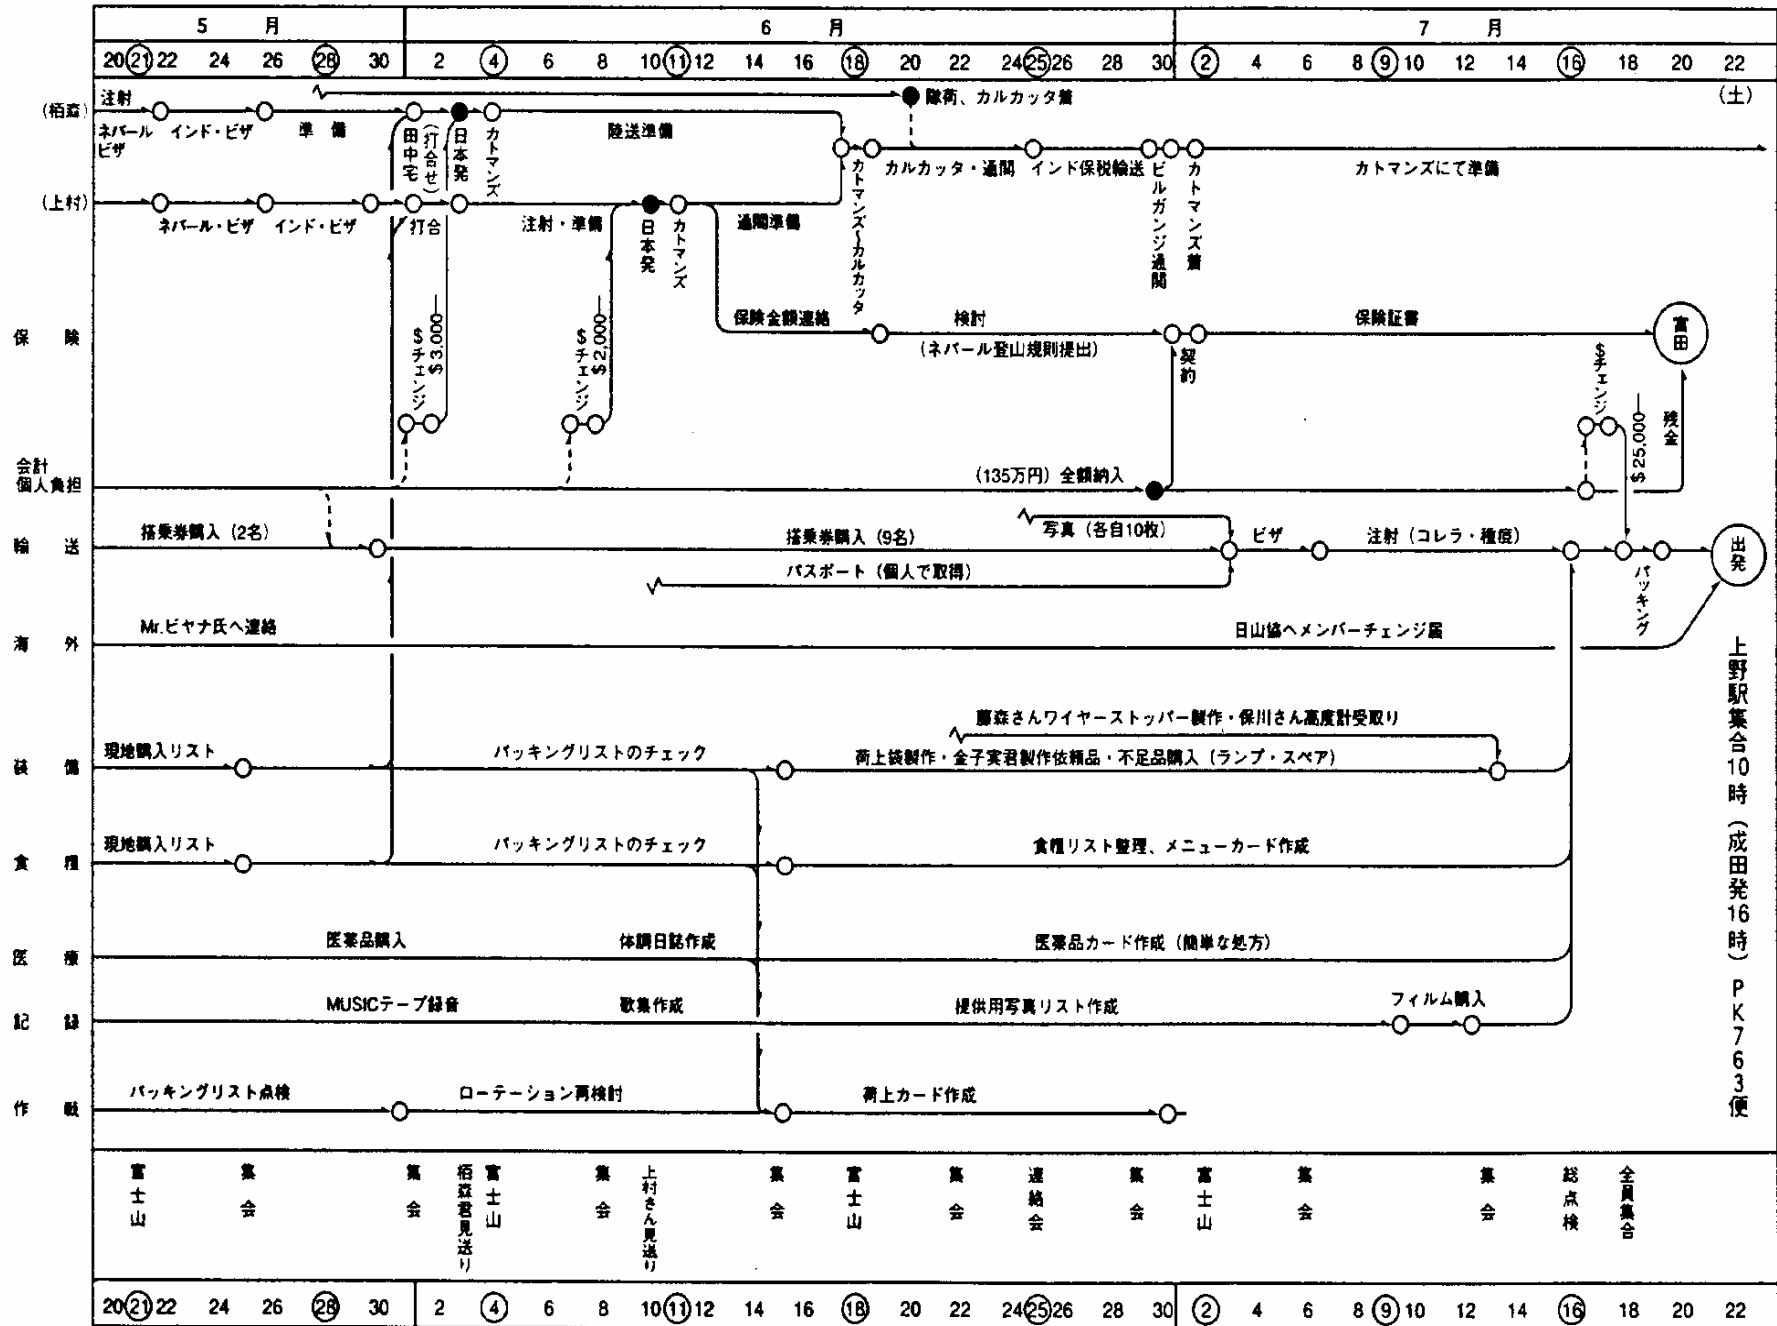 5 月
6 月
7 月
20 21 22 24 26 28 30 2 4 6 8 10 11 12 14 16 18 20 22 24 25 26 28 30 2 4 6 8 9 10 12 14 16 18 20 22
(土)
(栢森)
注射
ネパール
ビザ
インド・ビザ
準備
田中宅
(打合せ)
日本発
カトマンズ
陸送準備
隊荷、カルカッタ着
カトマンズ~カルカッタ
カルカッタ・通関
インド保税輸送
ビルガンジ通関
カトマンズ着
カトマンズにて準備
(上村)
ネパール・ビザ
インド・ビザ
打合
注射・準備
日本発
カトマンズ
通関準備
保険
$チェンジ
$3,000―
$チェンジ
$2,000―
保険金額連絡
検討
(ネパール登山規則提出)
契約
保険証書
富田
$チェンジ
$25,000―
残金
会計
個人負担
(135万円) 全額納入
輸送
搭乗券購入 (2名)
搭乗券購入 (9名)
写真 (各自10枚)
パスポート (個人で取得)
ビザ
注射 (コレラ・種痘)
パッキング
出発
海外
Mr.ビヤナ氏へ連絡
日山協へメンバーチェンジ届
上野駅集合10時 (成田発16時) PK763便
装備
現地購入リスト
パッキングリストのチェック
藤森さんワイヤーストッパー製作・保川さん高度計受取り
荷上袋製作・金子実君製作依頼品・不足品購入 (ランプ・スペア)
食糧
現地購入リスト
パッキングリストのチェック
食糧リスト整理、メニューカード作成
医療
医薬品購入
体調日誌作成
医薬品カード作成 (簡単な処方)
記録
MUSICテープ録音
歌集作成
提供用写真リスト作成
フィルム購入
作戦
パッキングリスト点検
ローテーション再検討
荷上カード作成
富士山
集会
集会
栢森君見送り
富士山
集会
上村さん見送り
集会
富士山
集会
連絡会
集会
富士山
集会
集会
総点検
全員集合
20 21 22 24 26 28 30 2 4 6 8 10 11 12 14 16 18 20 22 24 25 26 28 30 2 4 6 8 9 10 12 14 16 18 20 22